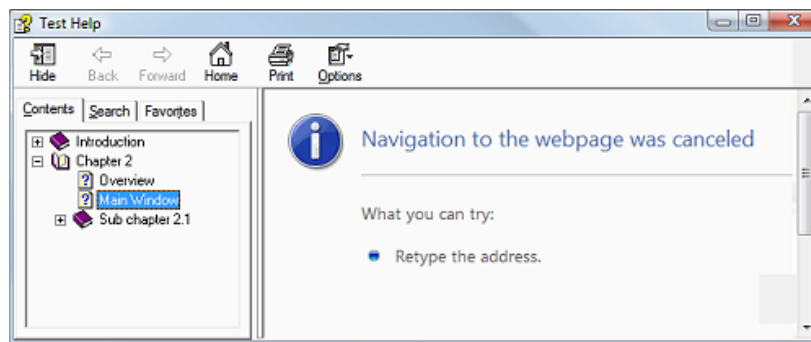 Test Help
Hide Back Forward Home Print Options
Contents Search Favorites
Introduction
Chapter 2
Overview
Main Window
Sub chapter 2.1
Navigation to the webpage was canceled
What you can try:
Retype the address.